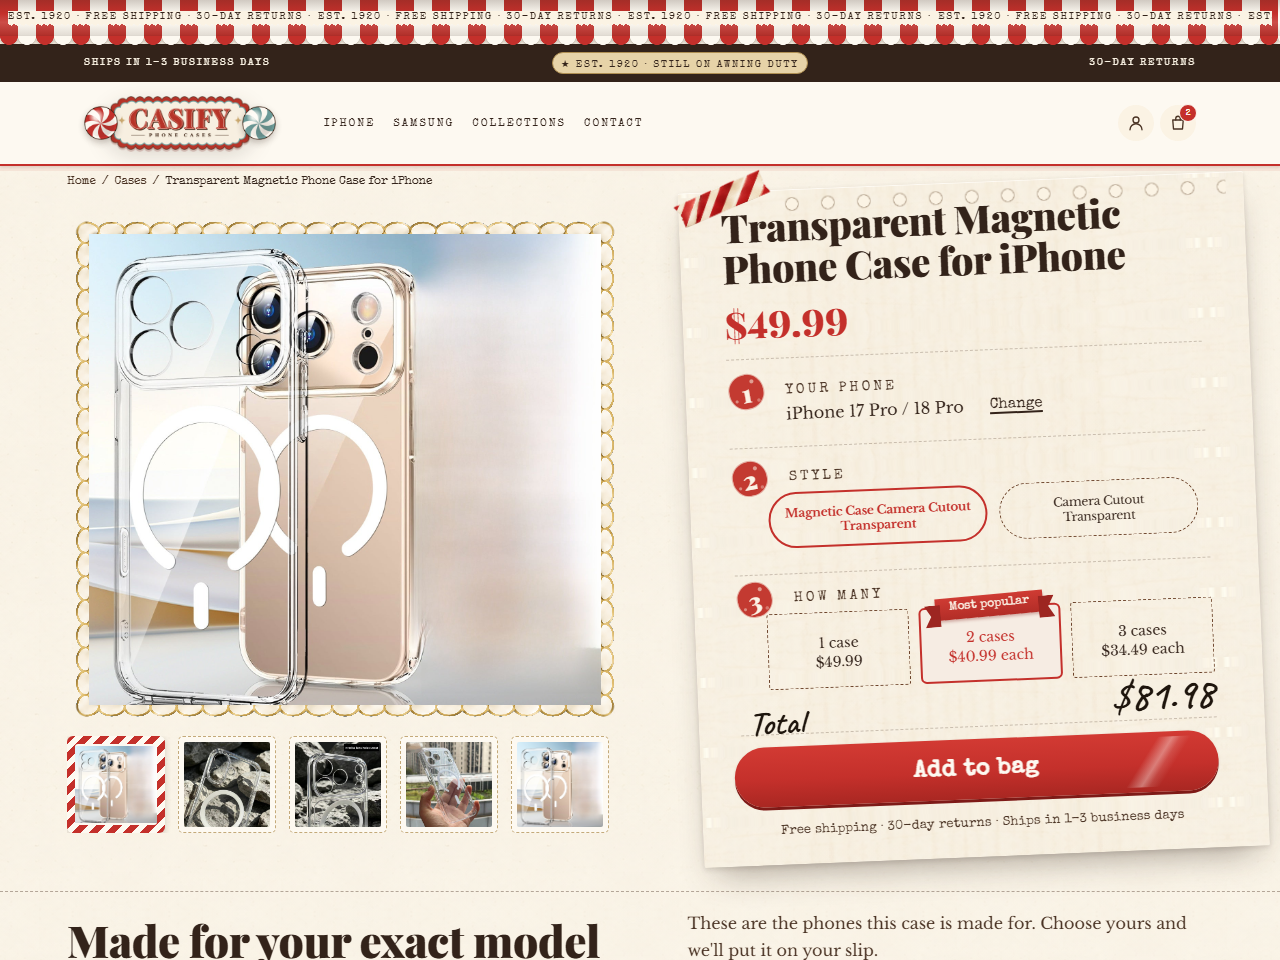 EST. 1920 · FREE SHIPPING · 30-DAY RETURNS · EST. 1920 · FREE SHIPPING · 30-DAY RETURNS · EST. 1920 · FREE SHIPPING · 30-DAY RETURNS · EST. 1920 · FREE SHIPPING · 30-DAY RETURNS · EST. 1920 · FREE SHIPPING · 30-DAY RETURNS · EST
SHIPS IN 1–3 BUSINESS DAYS
★ EST. 1920 · STILL ON AWNING DUTY
30-DAY RETURNS
CASIFY
PHONE CASES
IPHONE SAMSUNG COLLECTIONS CONTACT
2
Home / Cases / Transparent Magnetic Phone Case for iPhone
Transparent Magnetic
Phone Case for iPhone
$49.99
1 YOUR PHONE
iPhone 17 Pro / 18 Pro Change
2 STYLE
Magnetic Case Camera Cutout
Transparent
Camera Cutout
Transparent
3 HOW MANY
1 case
$49.99
Most popular
2 cases
$40.99 each
3 cases
$34.49 each
Total $81.98
Add to bag
Free shipping · 30-day returns · Ships in 1–3 business days
Made for your exact model
These are the phones this case is made for. Choose yours and
we'll put it on your slip.